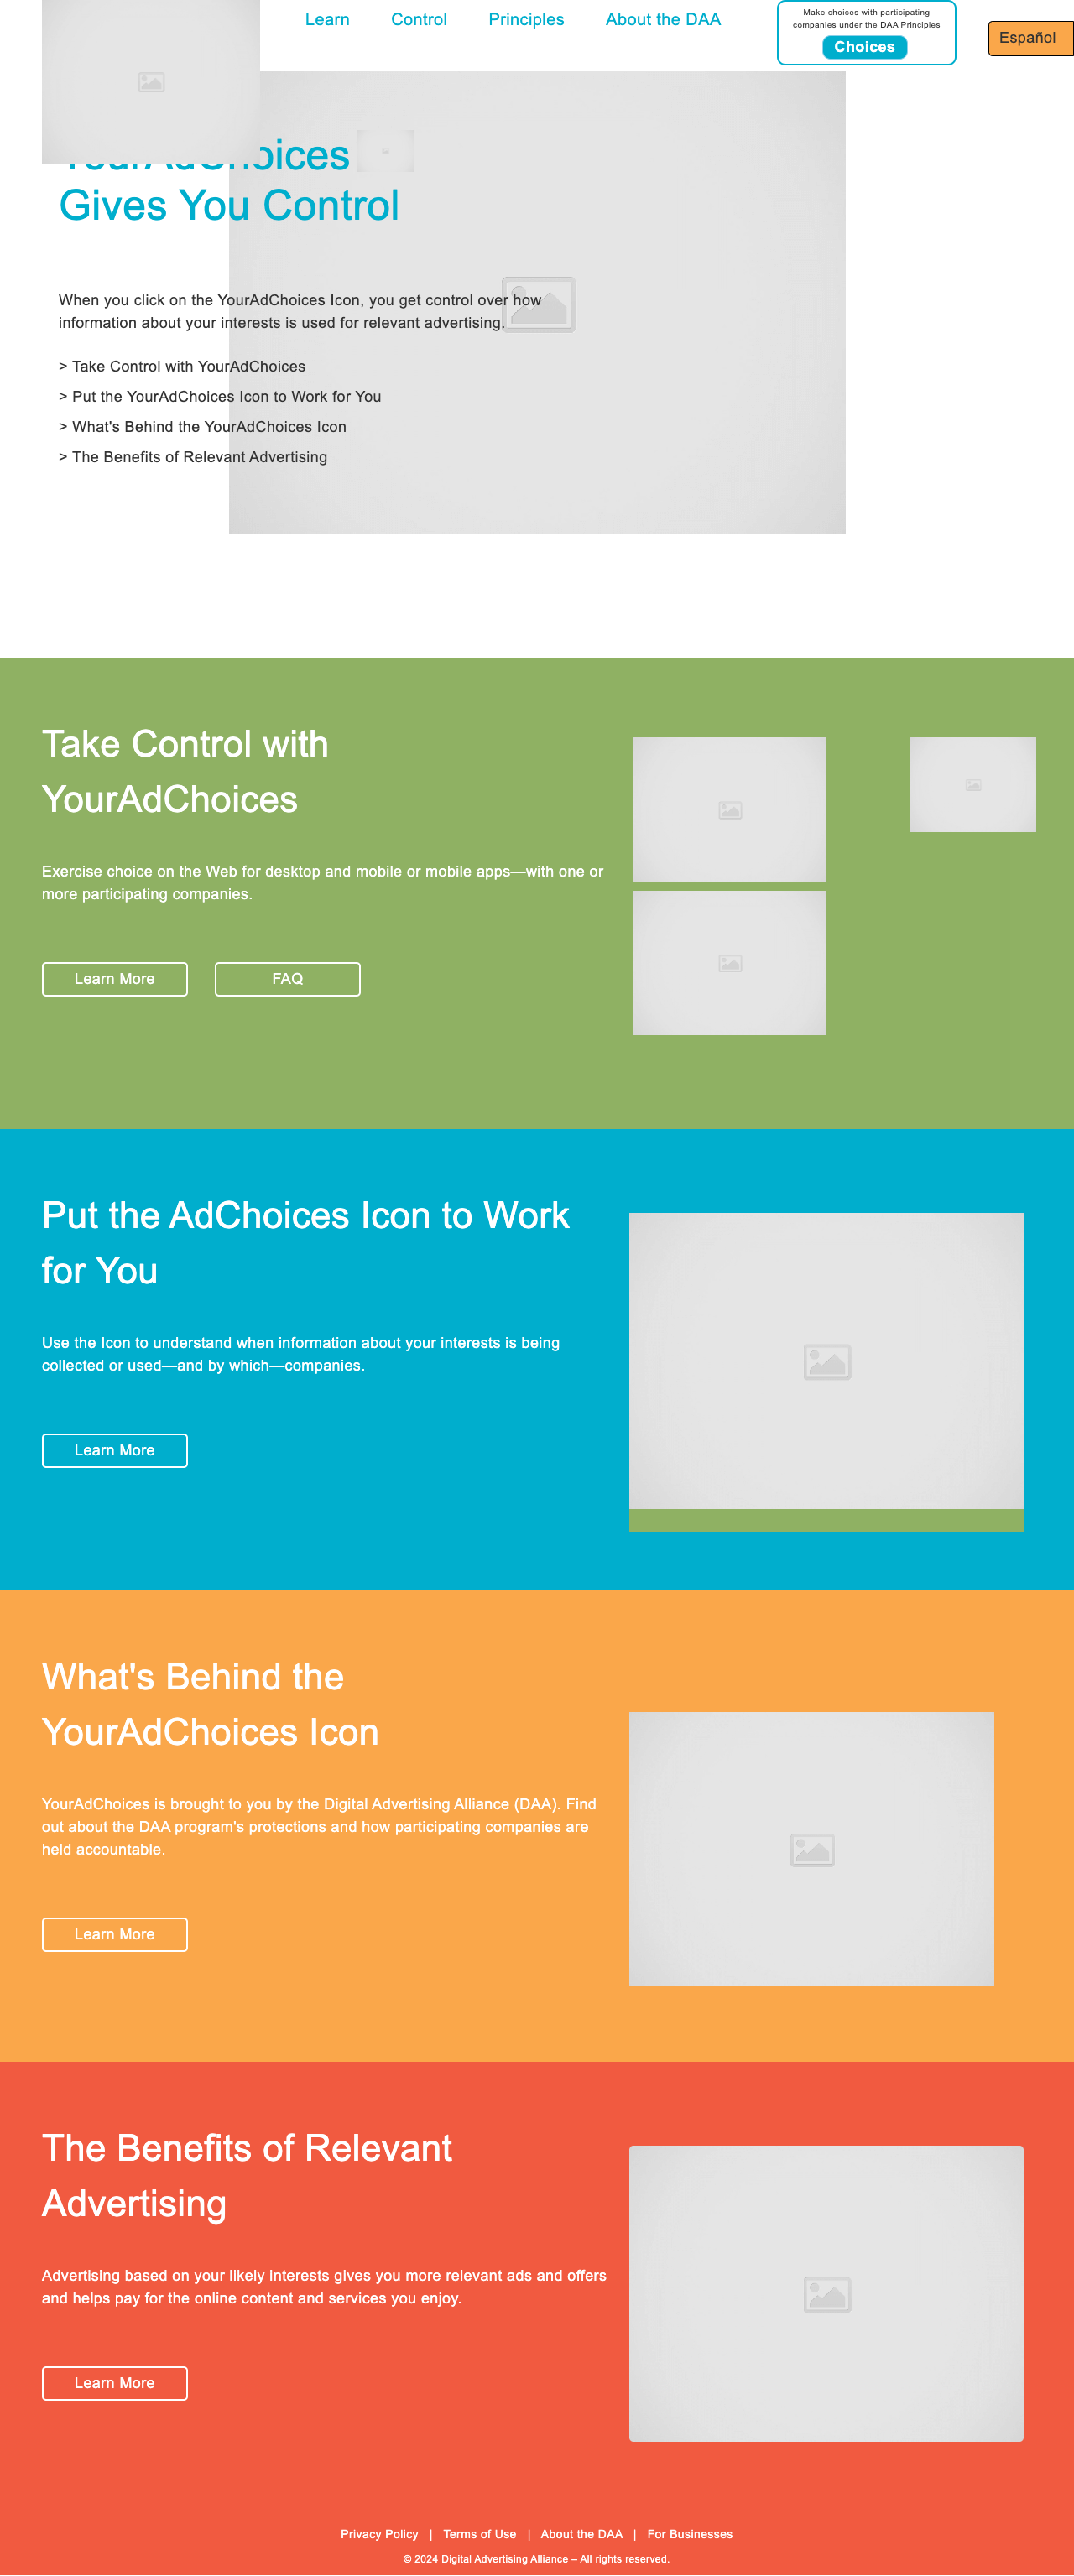 Learn Control Principles About the DAA
Make choices with participating
companies under the DAA Principles
Choices
Español
YourAdChoices
Gives You Control
When you click on the YourAdChoices Icon, you get control over how
information about your interests is used for relevant advertising.
> Take Control with YourAdChoices
> Put the YourAdChoices Icon to Work for You
> What's Behind the YourAdChoices Icon
> The Benefits of Relevant Advertising
Take Control with
YourAdChoices
Exercise choice on the Web for desktop and mobile or mobile apps—with one or
more participating companies.
Learn More FAQ
Put the AdChoices Icon to Work
for You
Use the Icon to understand when information about your interests is being
collected or used—and by which—companies.
Learn More
What's Behind the
YourAdChoices Icon
YourAdChoices is brought to you by the Digital Advertising Alliance (DAA). Find
out about the DAA program's protections and how participating companies are
held accountable.
Learn More
The Benefits of Relevant
Advertising
Advertising based on your likely interests gives you more relevant ads and offers
and helps pay for the online content and services you enjoy.
Learn More
Privacy Policy | Terms of Use | About the DAA | For Businesses
© 2024 Digital Advertising Alliance – All rights reserved.